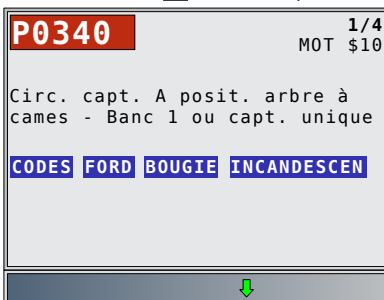 P0340
1/4
MOT $10
Circ. capt. A posit. arbre à
cames - Banc 1 ou capt. unique
CODES FORD BOUGIE INCANDESCEN